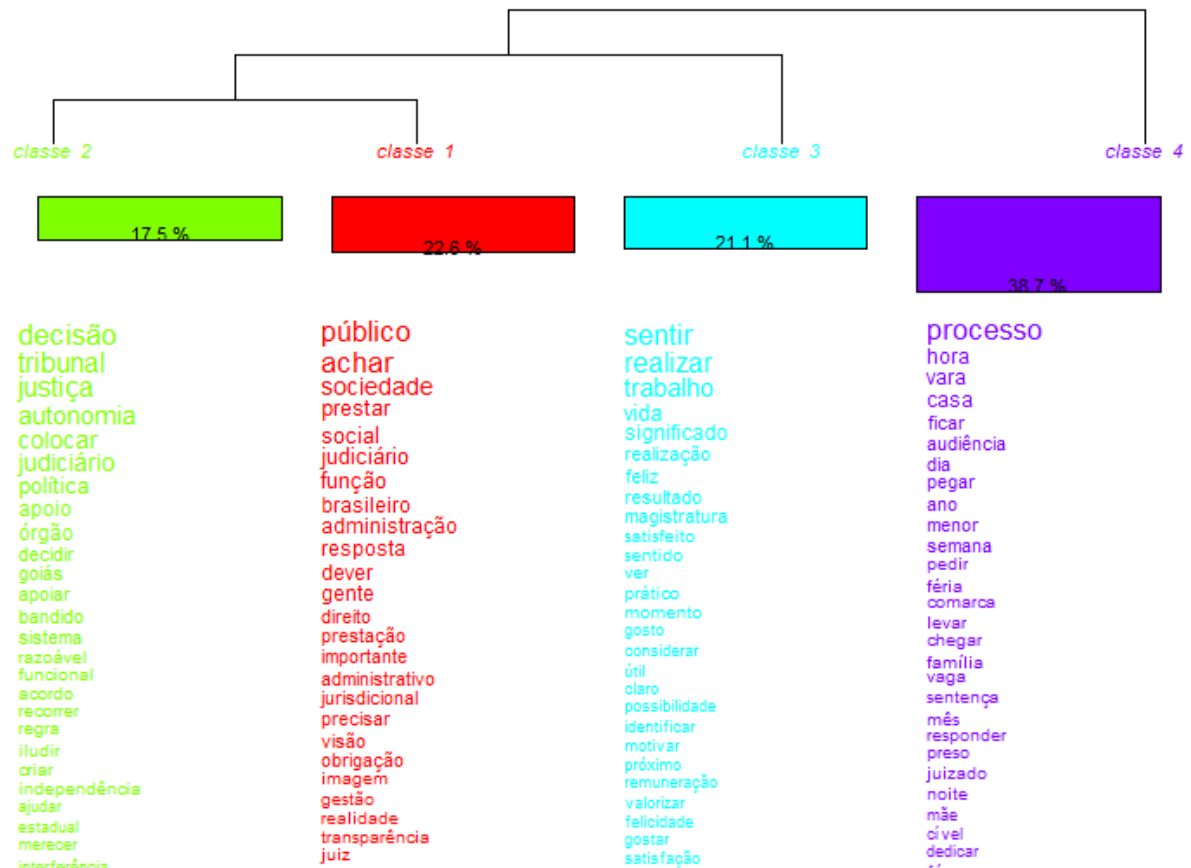 classe 2
classe 1
classe 3
classe 4
17.5 %
22.6 %
21.1 %
38.7 %
decisão
tribunal
justiça
autonomia
colocar
judiciário
política
apoio
órgão
decidir
goiás
apoiar
bandido
sistema
razoável
funcional
acordo
recorrer
regra
iludir
criar
independência
ajudar
estadual
merecer
interferência
público
achar
sociedade
prestar
social
judiciário
função
brasileiro
administração
resposta
dever
gente
direito
prestação
importante
administrativo
jurisdicional
precisar
visão
obrigação
imagem
gestão
realidade
transparência
juiz
sentir
realizar
trabalho
vida
significado
realização
feliz
resultado
magistratura
satisfeito
sentido
ver
prático
momento
gosto
considerar
útil
claro
possibilidade
identificar
motivar
próximo
remuneração
valorizar
felicidade
gostar
satisfação
processo
hora
vara
casa
ficar
audiência
dia
pegar
ano
menor
semana
pedir
féria
comarca
levar
chegar
família
vaga
sentença
mês
responder
preso
juizado
noite
mãe
cível
dedicar